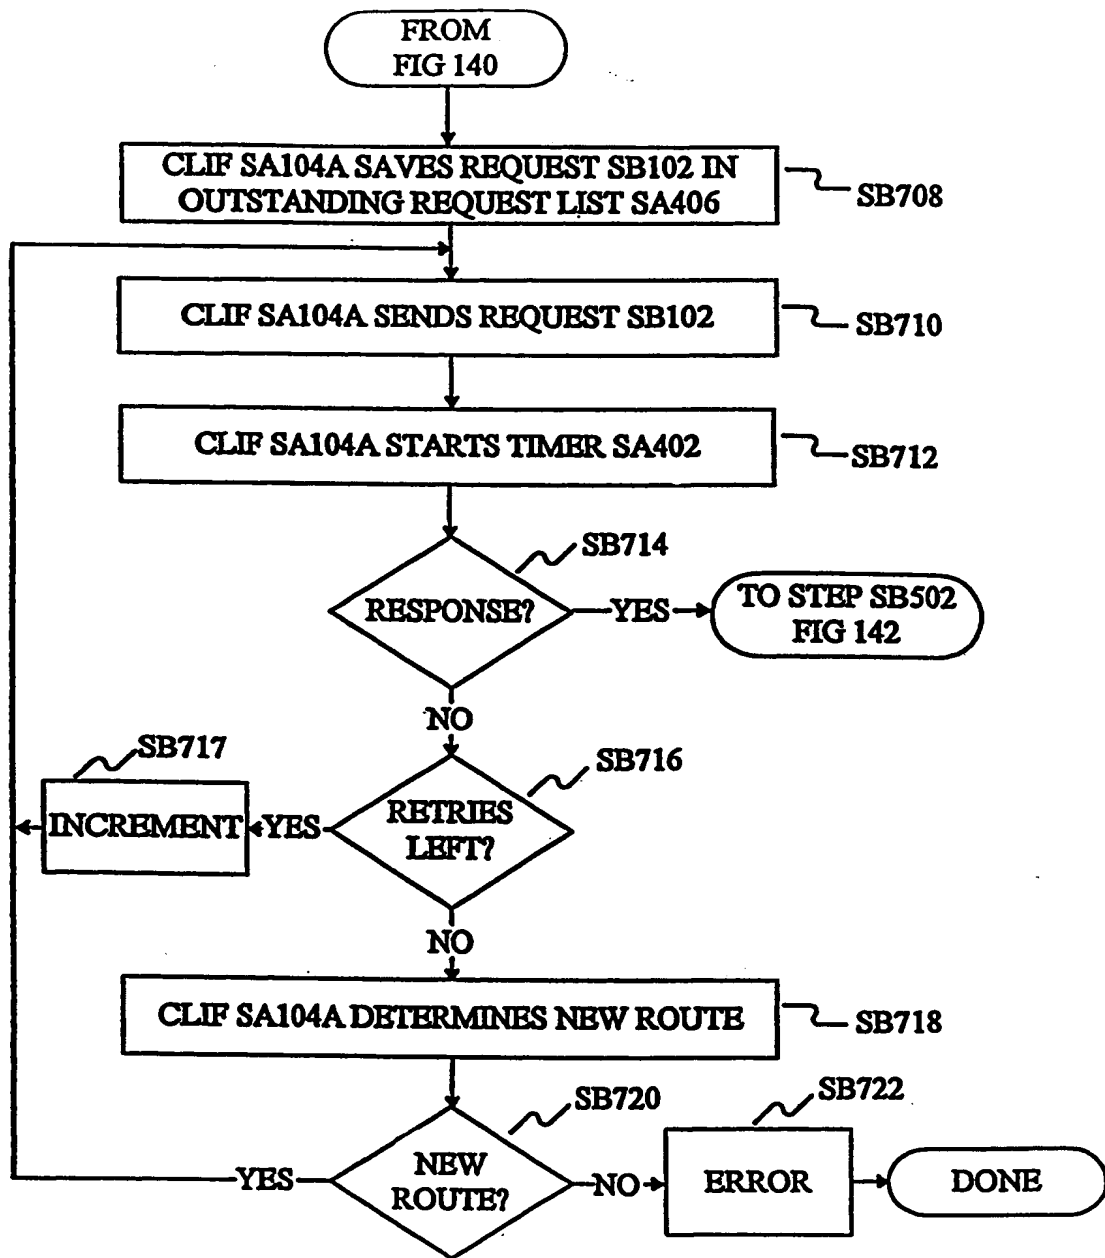 FROM
FIG 140
CLIF SA104A SAVES REQUEST SB102 IN
OUTSTANDING REQUEST LIST SA406
SB708
CLIF SA104A SENDS REQUEST SB102
SB710
CLIF SA104A STARTS TIMER SA402
SB712
SB714
RESPONSE?
YES
TO STEP SB502
FIG 142
NO
SB717
SB716
INCREMENT
YES
RETRIES
LEFT?
NO
CLIF SA104A DETERMINES NEW ROUTE
SB718
SB720
SB722
YES
NEW
ROUTE?
NO
ERROR
DONE